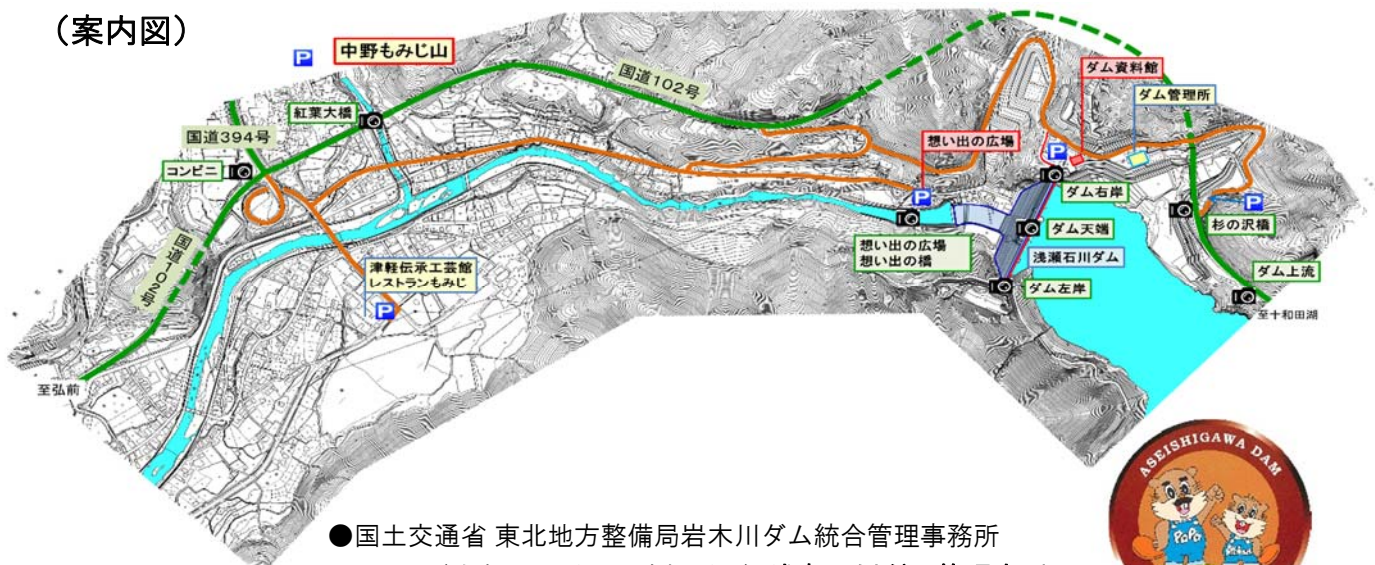 （案内図）
P
中野もみじ山
国道102号
紅葉大橋
国道394号
コンビニ
国道102号
至弘前
津軽伝承工芸館
レストランもみじ
P
想い出の広場
P
想い出の広場
想い出の橋
ダム資料館
ダム管理所
P
ダム右岸
ダム天端
浅瀬石川ダム
ダム左岸
P
杉の沢橋
ダム上流
至十和田湖
ASEISHIGAWA DAM
PaPa
●国土交通省 東北地方整備局岩木川ダム統合管理事務所